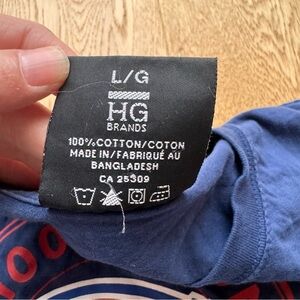 L/G
HG
BRANDS
100% COTTON/COTON
MADE IN/FABRIQUÉ AU
BANGLADESH
CA 25309